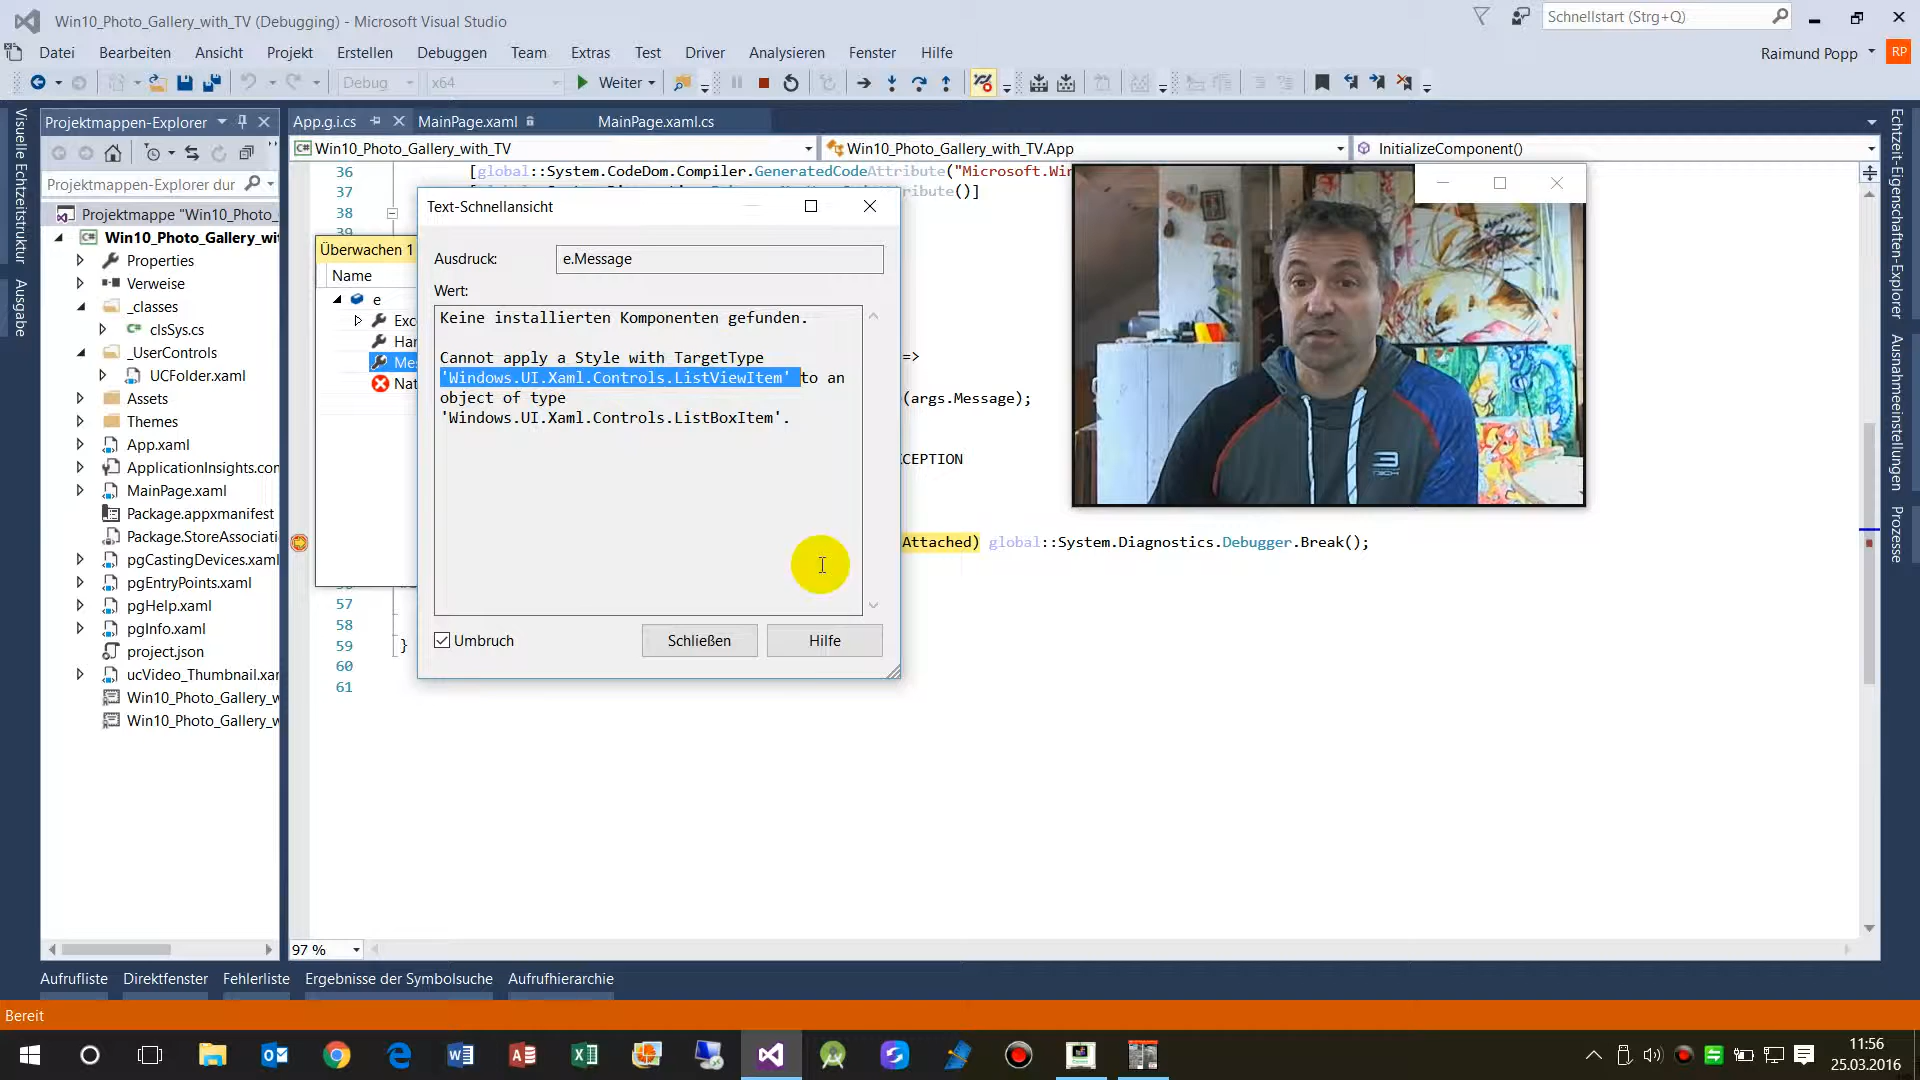 Win10_Photo_Gallery_with_TV (Debugging) - Microsoft Visual Studio
Schnellstart (Strg+Q)
Datei Bearbeiten Ansicht Projekt Erstellen Debuggen Team Extras Test Driver Analysieren Fenster Hilfe
Raimund Popp RP
Debug x64 Weiter
Visuelle Echtzeitstruktur
Ausgabe
Projektmappen-Explorer
App.g.i.cs MainPage.xaml MainPage.xaml.cs
Win10_Photo_Gallery_with_TV Win10_Photo_Gallery_with_TV.App InitializeComponent()
Projektmappen-Explorer dur
Projektmappe "Win10_Photo_
Win10_Photo_Gallery_wi
Properties
Verweise
_classes
clsSys.cs
_UserControls
UCFolder.xaml
Assets
Themes
App.xaml
ApplicationInsights.con
MainPage.xaml
Package.appxmanifest
Package.StoreAssociati
pgCastingDevices.xaml
pgEntryPoints.xaml
pgHelp.xaml
pgInfo.xaml
project.json
ucVideo_Thumbnail.xar
Win10_Photo_Gallery_w
Win10_Photo_Gallery_w
36 [global::System.CodeDom.Compiler.GeneratedCodeAttribute("Microsoft.Win
37 ribute()]
38
39
=>
(args.Message);
CEPTION
Attached) global::System.Diagnostics.Debugger.Break();
57
58
59 }
60
61
Überwachen 1
Name
e
Exc
Har
Mes
Nat
Text-Schnellansicht
Ausdruck: e.Message
Wert:
Keine installierten Komponenten gefunden.
Cannot apply a Style with TargetType
'Windows.UI.Xaml.Controls.ListViewItem' to an
object of type
'Windows.UI.Xaml.Controls.ListBoxItem'.
Umbruch Schließen Hilfe
Echtzeit-Eigenschaften-Explorer
Ausnahmeeinstellungen
Prozesse
97 %
Aufrufliste Direktfenster Fehlerliste Ergebnisse der Symbolsuche Aufrufhierarchie
Bereit
11:56
25.03.2016